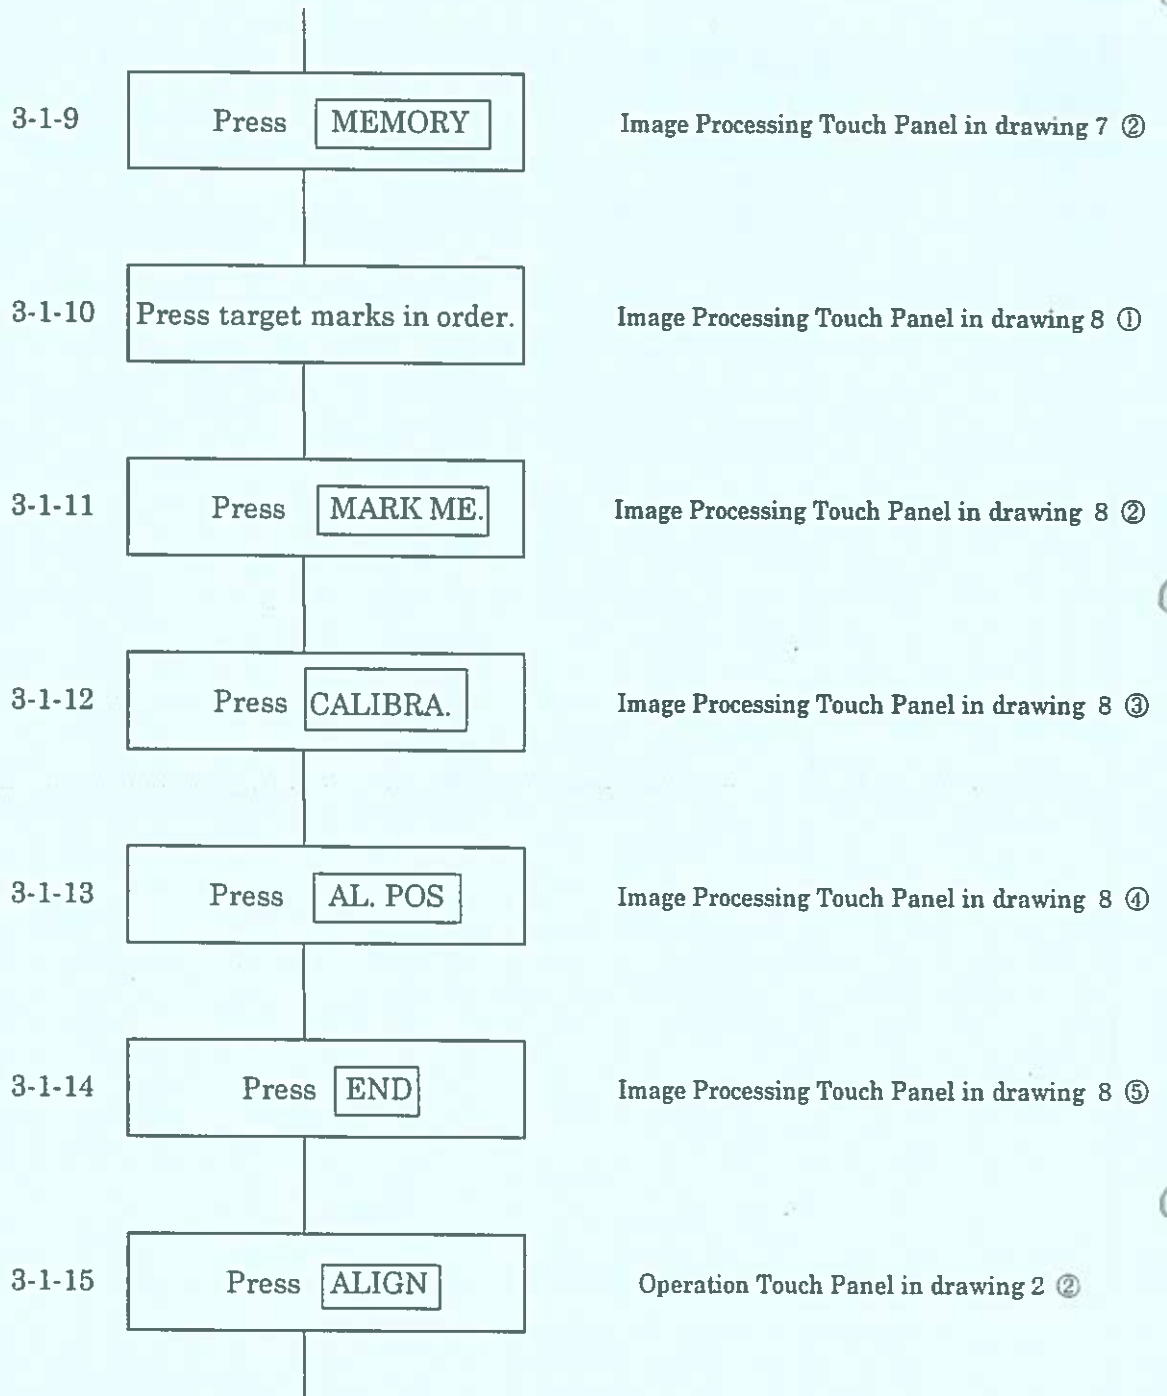 3-1-9 Press MEMORY Image Processing Touch Panel in drawing 7 ②
3-1-10 Press target marks in order. Image Processing Touch Panel in drawing 8 ①
3-1-11 Press MARK ME. Image Processing Touch Panel in drawing 8 ②
3-1-12 Press CALIBRA. Image Processing Touch Panel in drawing 8 ③
3-1-13 Press AL. POS Image Processing Touch Panel in drawing 8 ④
3-1-14 Press END Image Processing Touch Panel in drawing 8 ⑤
3-1-15 Press ALIGN Operation Touch Panel in drawing 2 ②